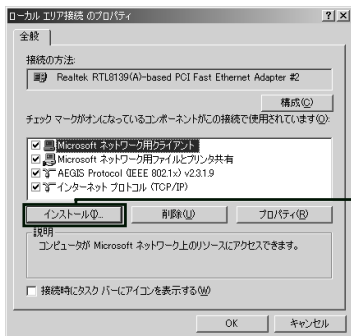 ローカル エリア接続 のプロパティ
全般
接続の方法:
Realtek RTL8139(A)-based PCI Fast Ethernet Adapter #2
構成(C)
チェック マークがオンになっているコンポーネントがこの接続で使用されています(O):
Microsoft ネットワーク用クライアント
Microsoft ネットワーク用ファイルとプリンタ共有
AEGIS Protocol (IEEE 802.1x) v2.3.1.9
インターネット プロトコル (TCP/IP)
インストール(I)...
削除(U)
プロパティ(R)
説明
コンピュータが Microsoft ネットワーク上のリソースにアクセスできます。
接続時にタスク バーにアイコンを表示する(W)
OK
キャンセル